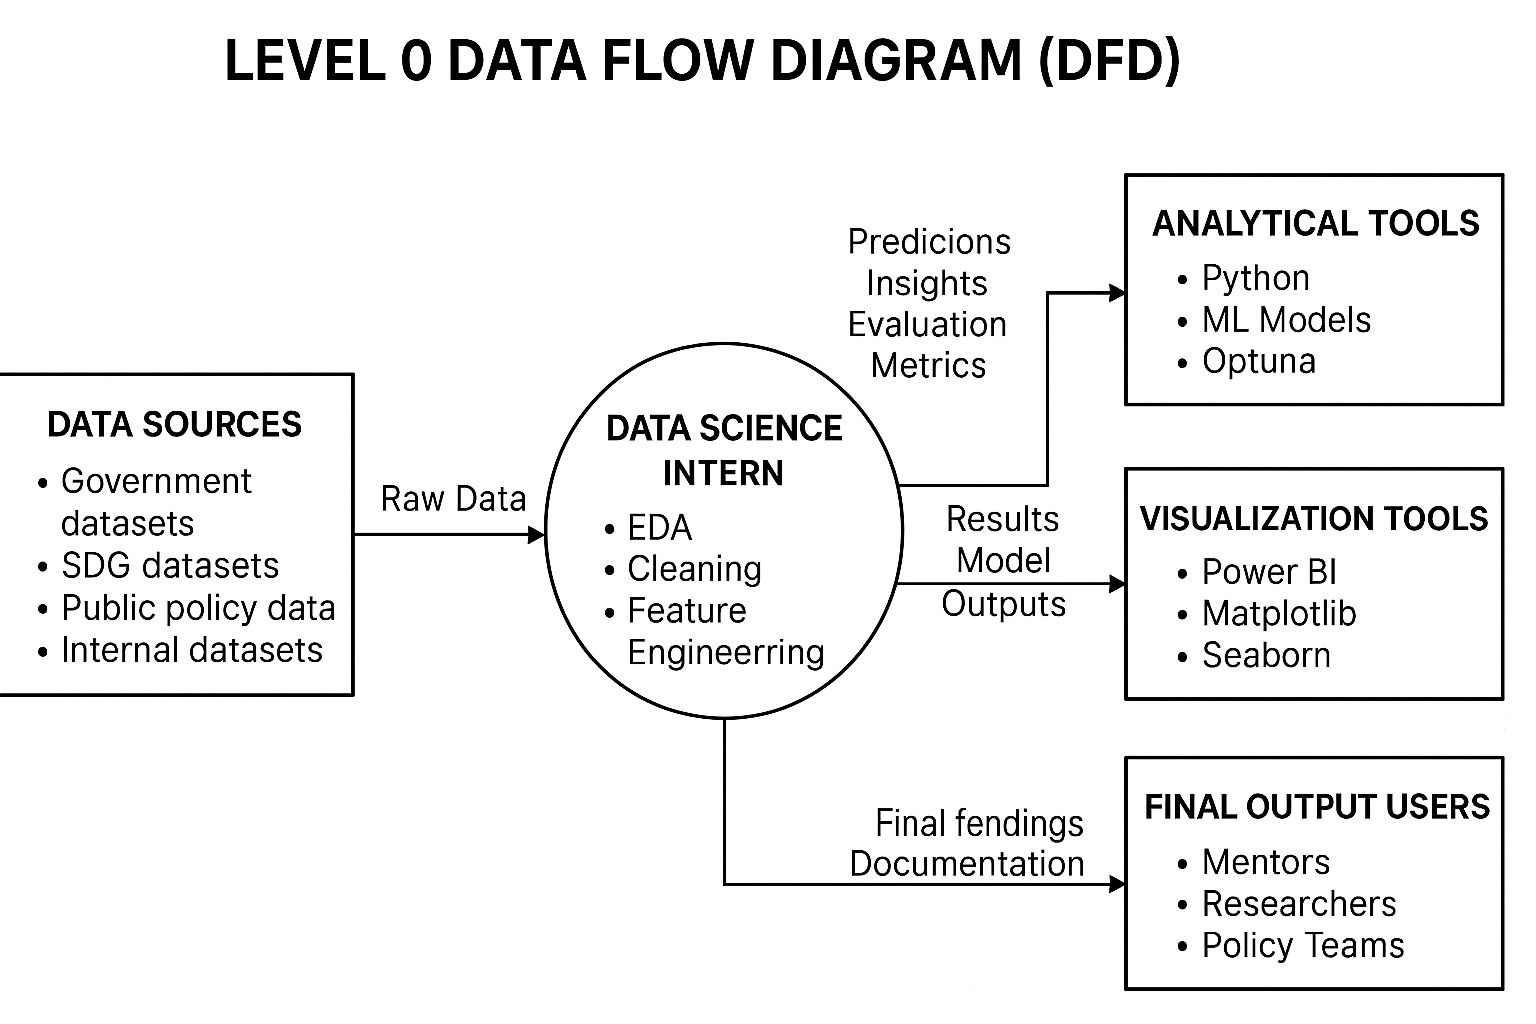 LEVEL 0 DATA FLOW DIAGRAM (DFD)
DATA SOURCES
• Government
datasets
• SDG datasets
• Public policy data
• Internal datasets
Raw Data
DATA SCIENCE
INTERN
• EDA
• Cleaning
• Feature
Engineerring
Predicions
Insights
Evaluation
Metrics
Results
Model
Outputs
Final fendings
Documentation
ANALYTICAL TOOLS
• Python
• ML Models
• Optuna
VISUALIZATION TOOLS
• Power BI
• Matplotlib
• Seaborn
FINAL OUTPUT USERS
• Mentors
• Researchers
• Policy Teams